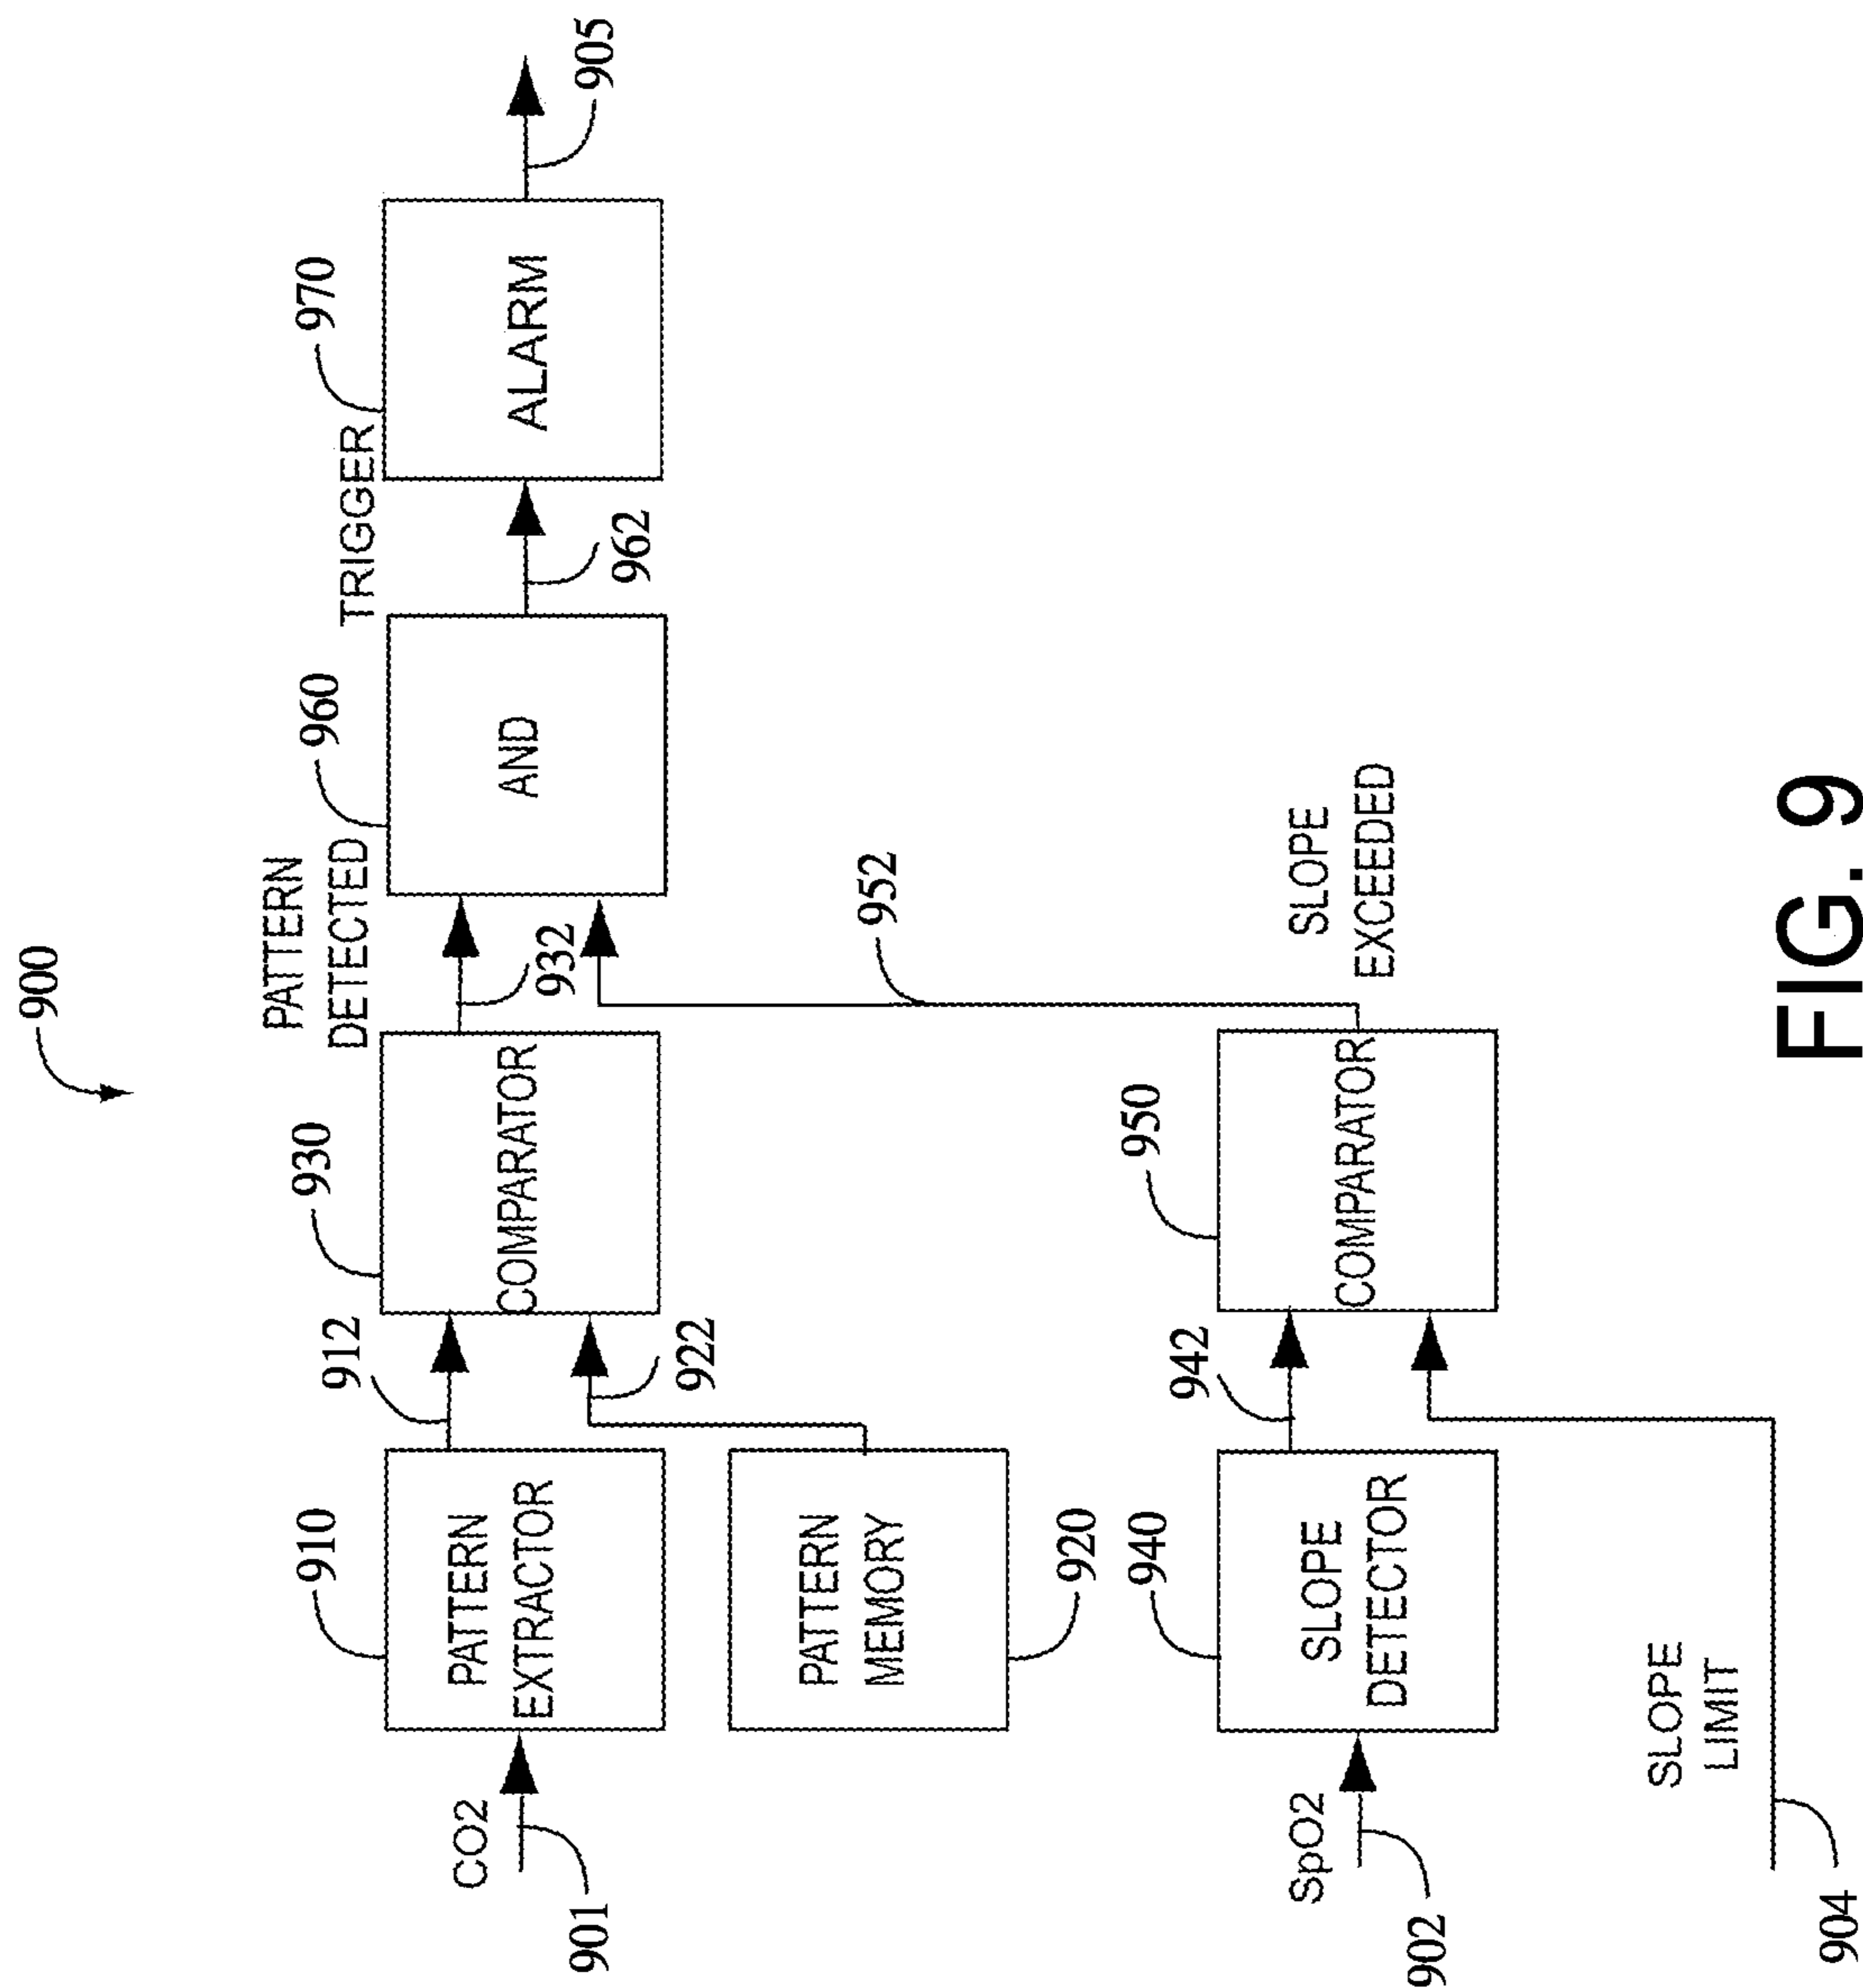 900
910
PATTERN
EXTRACTOR
CO2
901
912
930
COMPARATOR
PATTERN
DETECTED
932
960
AND
TRIGGER
962
970
ALARM
905
PATTERN
MEMORY
920
922
940
SLOPE
DETECTOR
SpO2
902
942
950
COMPARATOR
952
SLOPE
EXCEEDED
SLOPE
LIMIT
904
FIG. 9